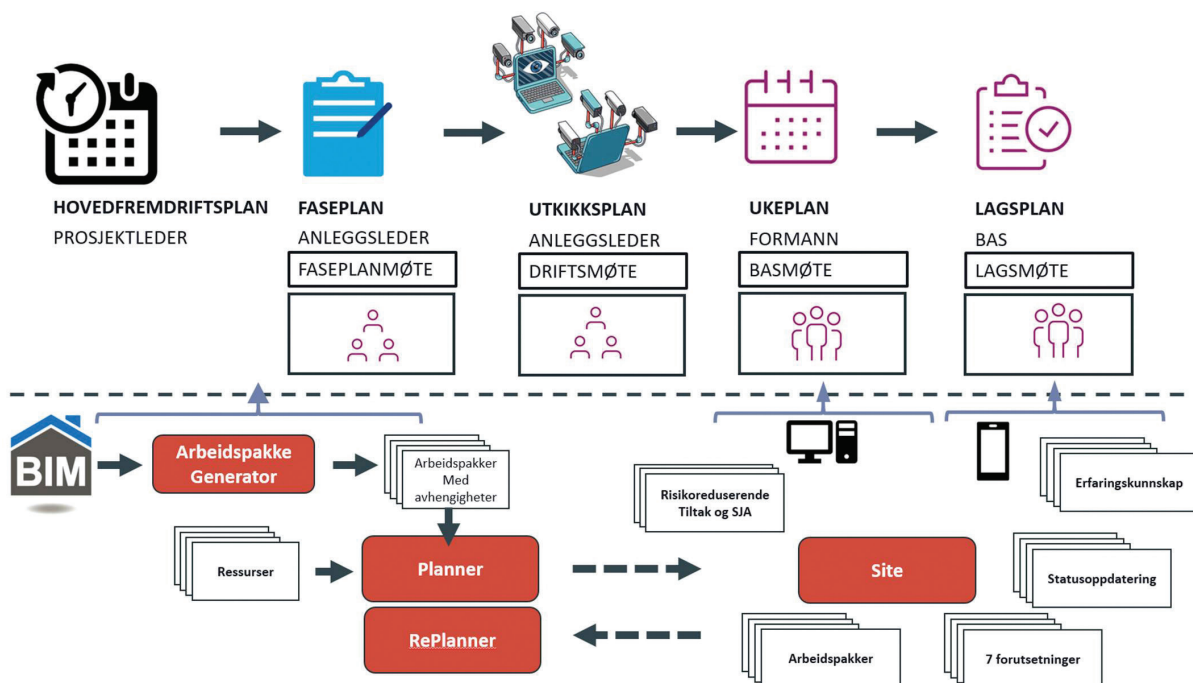 HOVEDFREMDRIFTSPLAN
PROSJEKTLEDER
FASEPLAN
ANLEGGSLEDER
FASEPLANMØTE
UTKIKKSPLAN
ANLEGGSLEDER
DRIFTSMØTE
UKEPLAN
FORMANN
BASMØTE
LAGSPLAN
BAS
LAGSMØTE
BIM
Arbeidspakke
Generator
Arbeidspakker
Med
avhengigheter
Ressurser
Planner
RePlanner
Risikoreduserende
Tiltak og SJA
Site
Arbeidspakker
Erfaringskunnskap
Statusoppdatering
7 forutsetninger